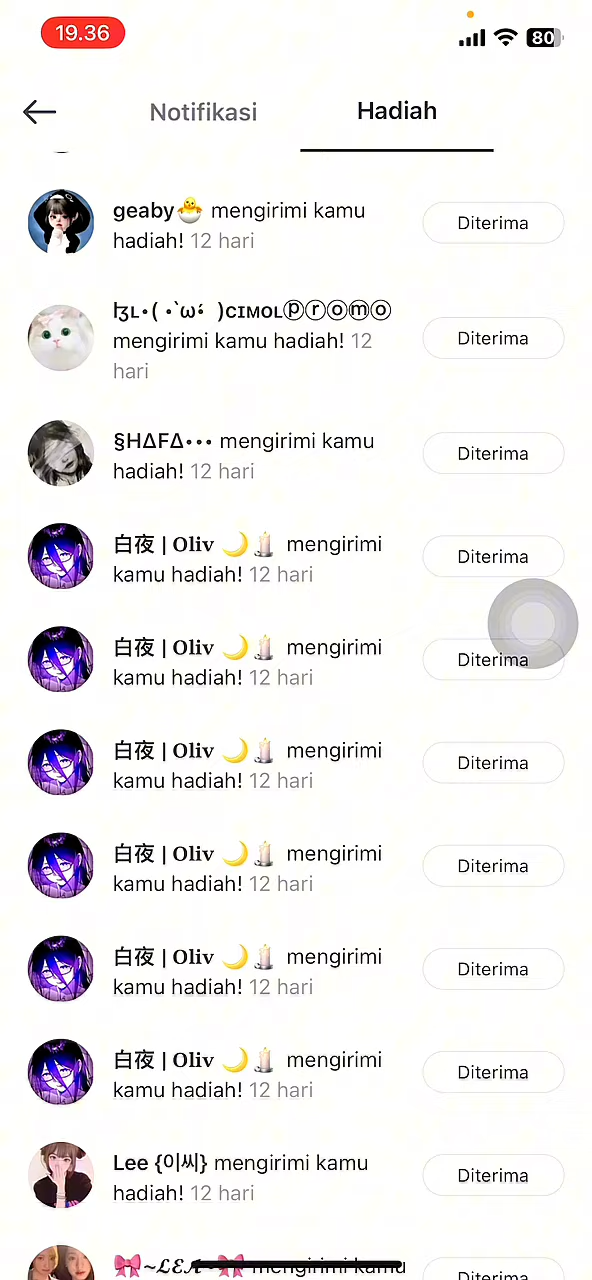 19.36
80
Notifikasi
Hadiah
geaby🐣 mengirimi kamu
hadiah! 12 hari
Diterima
ꜩʟ•( •̀ω•́ )ᴄɪᴍᴏʟⓟⓡⓞⓜⓞ
mengirimi kamu hadiah! 12
hari
Diterima
§HΔFΔ••• mengirimi kamu
hadiah! 12 hari
Diterima
白夜 | Oliv 🌙🕯️ mengirimi
kamu hadiah! 12 hari
Diterima
白夜 | Oliv 🌙🕯️ mengirimi
kamu hadiah! 12 hari
Diterima
白夜 | Oliv 🌙🕯️ mengirimi
kamu hadiah! 12 hari
Diterima
白夜 | Oliv 🌙🕯️ mengirimi
kamu hadiah! 12 hari
Diterima
白夜 | Oliv 🌙🕯️ mengirimi
kamu hadiah! 12 hari
Diterima
白夜 | Oliv 🌙🕯️ mengirimi
kamu hadiah! 12 hari
Diterima
Lee {이씨} mengirimi kamu
hadiah! 12 hari
Diterima
🎀 🎀 mengirimi kamu
Diterima